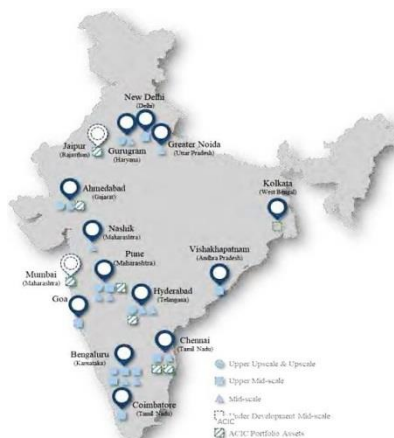 New Delhi
(Delhi)
Jaipur
(Rajasthan)
Gurugram
(Haryana)
Greater Noida
(Uttar Pradesh)
Ahmedabad
(Gujarat)
Kolkata
(West Bengal)
Nashik
(Maharashtra)
Vishakhapatnam
(Andhra Pradesh)
Mumbai
(Maharashtra)
Pune
(Maharashtra)
Goa
Hyderabad
(Telangana)
Chennai
(Tamil Nadu)
Bengaluru
(Karnataka)
Coimbatore
(Tamil Nadu)
Upper Upscale & Upscale
Upper Mid-scale
Mid-scale
Under Development Mid-scale
ACIC
ACIC Portfolio Assets